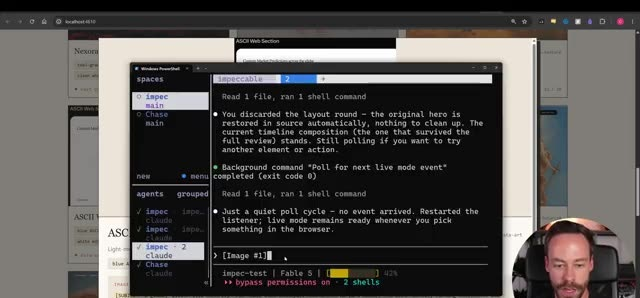 localhost:4610
Nexora
ASCII Web Section
Windows PowerShell
spaces
impeccable
2
impec
main
Chase
main
Read 1 file, ran 1 shell command
You discarded the layout round — the original hero is
restored in source automatically, nothing to clean up. The
current timeline composition (the one that survived the
full review) stands. Still polling if you want to try
another element or action.
Background command "Poll for next live mode event"
completed (exit code 0)
Read 1 file, ran 1 shell command
Just a quiet poll cycle — no event arrived. Restarted the
listener; live mode remains ready whenever you pick
something in the browser.
new
menu
agents
grouped
✓ impec · impe…
claude
✓ impec · impe…
claude
✓ impec · 2
claude
✓ Chase
claude
«
❯ [Image #1]
impec-test | Fable 5 | [ ] 42%
▸▸ bypass permissions on · 2 shells
ASCII W
Light-mo
blue A